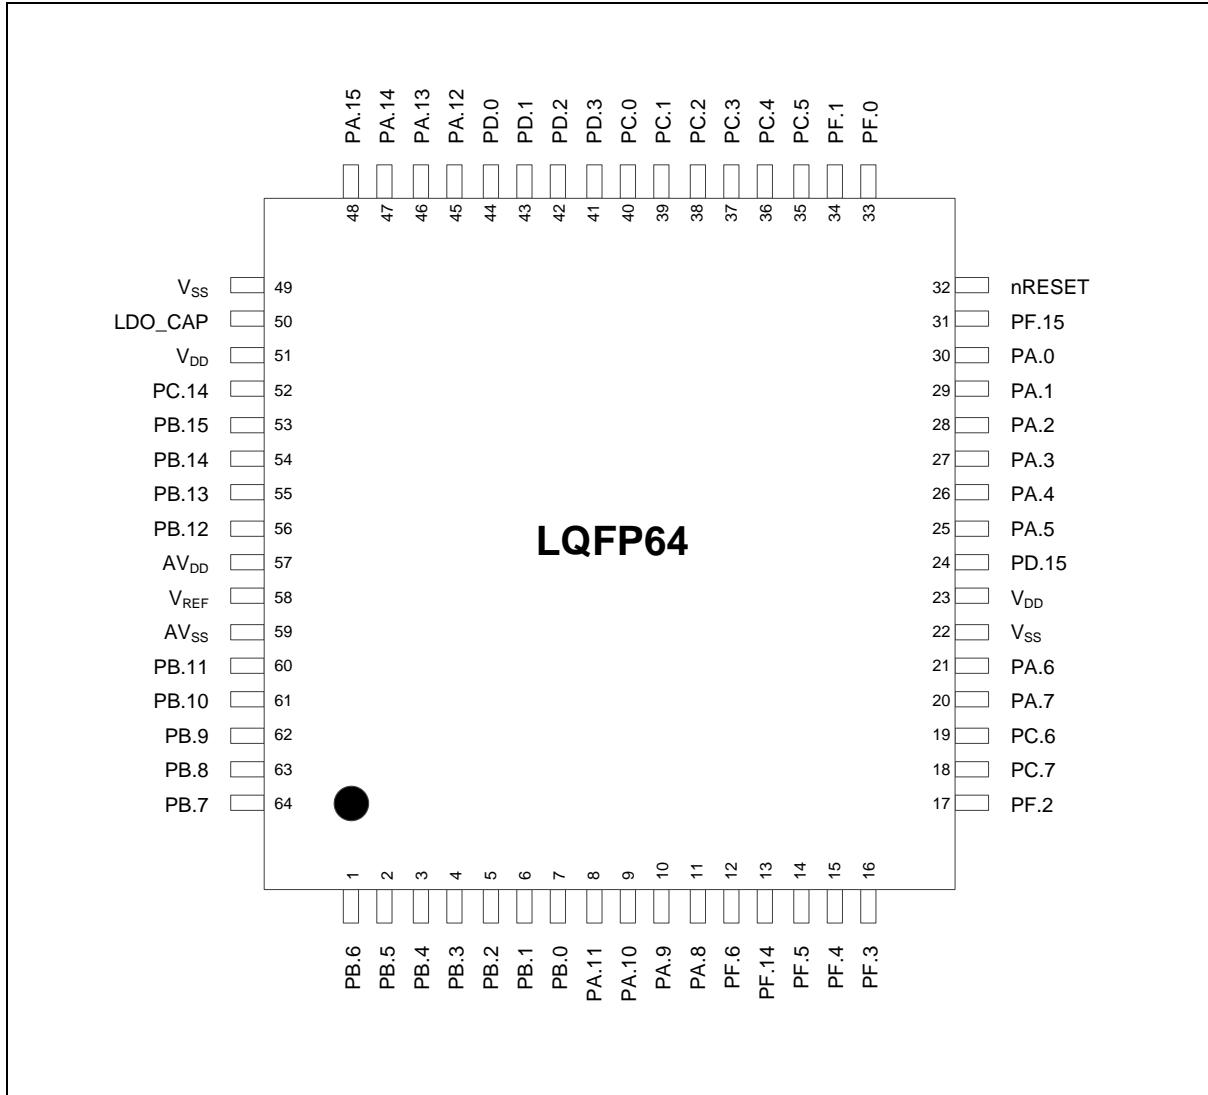 PA.15 PA.14 PA.13 PA.12 PD.0 PD.1 PD.2 PD.3 PC.0 PC.1 PC.2 PC.3 PC.4 PC.5 PF.1 PF.0
48 47 46 45 44 43 42 41 40 39 38 37 36 35 34 33
VSS 49 32 nRESET
LDO_CAP 50 31 PF.15
VDD 51 30 PA.0
PC.14 52 29 PA.1
PB.15 53 28 PA.2
PB.14 54 27 PA.3
PB.13 55 26 PA.4
PB.12 56 25 PA.5
LQFP64
AVDD 57 24 PD.15
VREF 58 23 VDD
AVSS 59 22 VSS
PB.11 60 21 PA.6
PB.10 61 20 PA.7
PB.9 62 19 PC.6
PB.8 63 18 PC.7
PB.7 64 17 PF.2
1 2 3 4 5 6 7 8 9 10 11 12 13 14 15 16
PB.6 PB.5 PB.4 PB.3 PB.2 PB.1 PB.0 PA.11 PA.10 PA.9 PA.8 PF.6 PF.14 PF.5 PF.4 PF.3